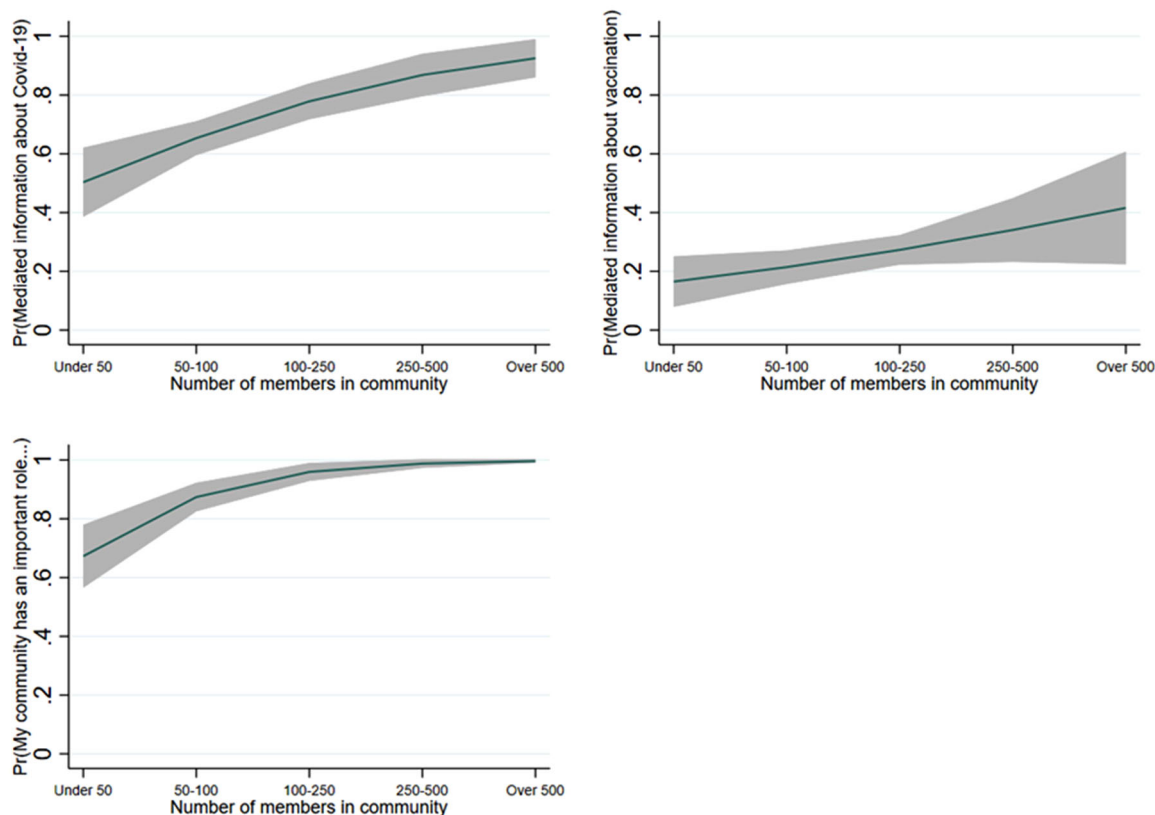 Pr(Mediated information about Covid-19)
1
.8
.6
.4
.2
0
Under 50 50-100 100-250 250-500 Over 500
Number of members in community
Pr(Mediated information about vaccination)
1
.8
.6
.4
.2
0
Under 50 50-100 100-250 250-500 Over 500
Number of members in community
Pr(My community has an important role...)
1
.8
.6
.4
.2
0
Under 50 50-100 100-250 250-500 Over 500
Number of members in community